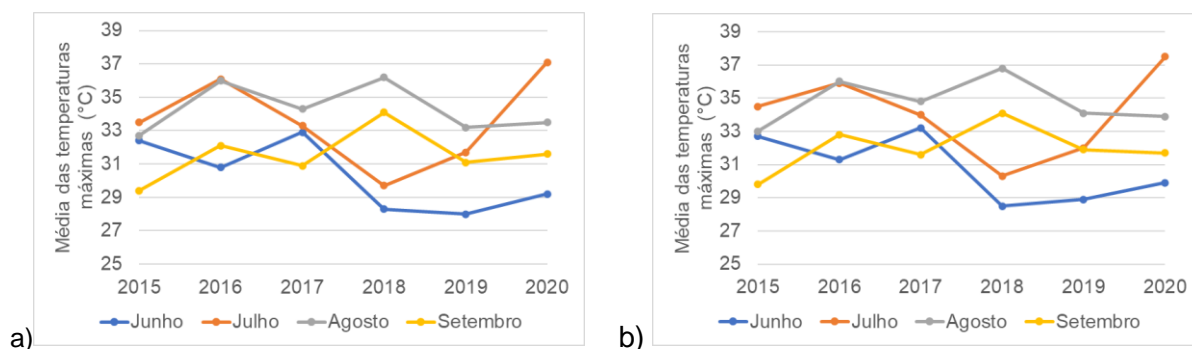 Média das temperaturas
máximas (°C)
39
37
35
33
31
29
27
25
2015 2016 2017 2018 2019 2020
Junho Julho Agosto Setembro
a)
Média das temperaturas
máximas (°C)
39
37
35
33
31
29
27
25
2015 2016 2017 2018 2019 2020
Junho Julho Agosto Setembro
b)